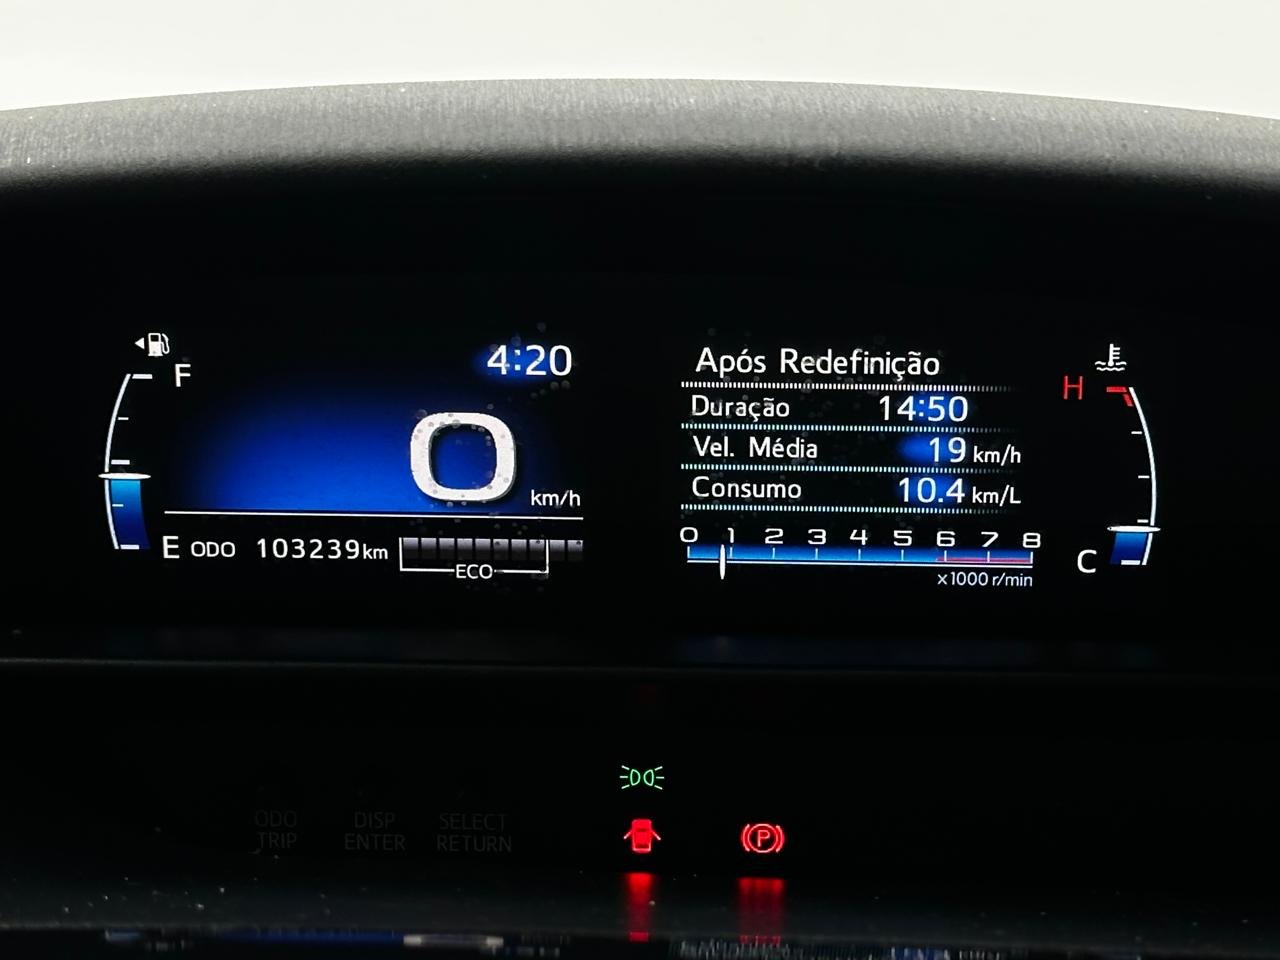 F
4:20
0
km/h
E ODO 103239km
ECO
Após Redefinição
Duração 14:50
Vel. Média 19 km/h
Consumo 10.4 km/L
0 1 2 3 4 5 6 7 8
x1000 r/min
H
C
ODO TRIP
DISP ENTER
SELECT RETURN
P